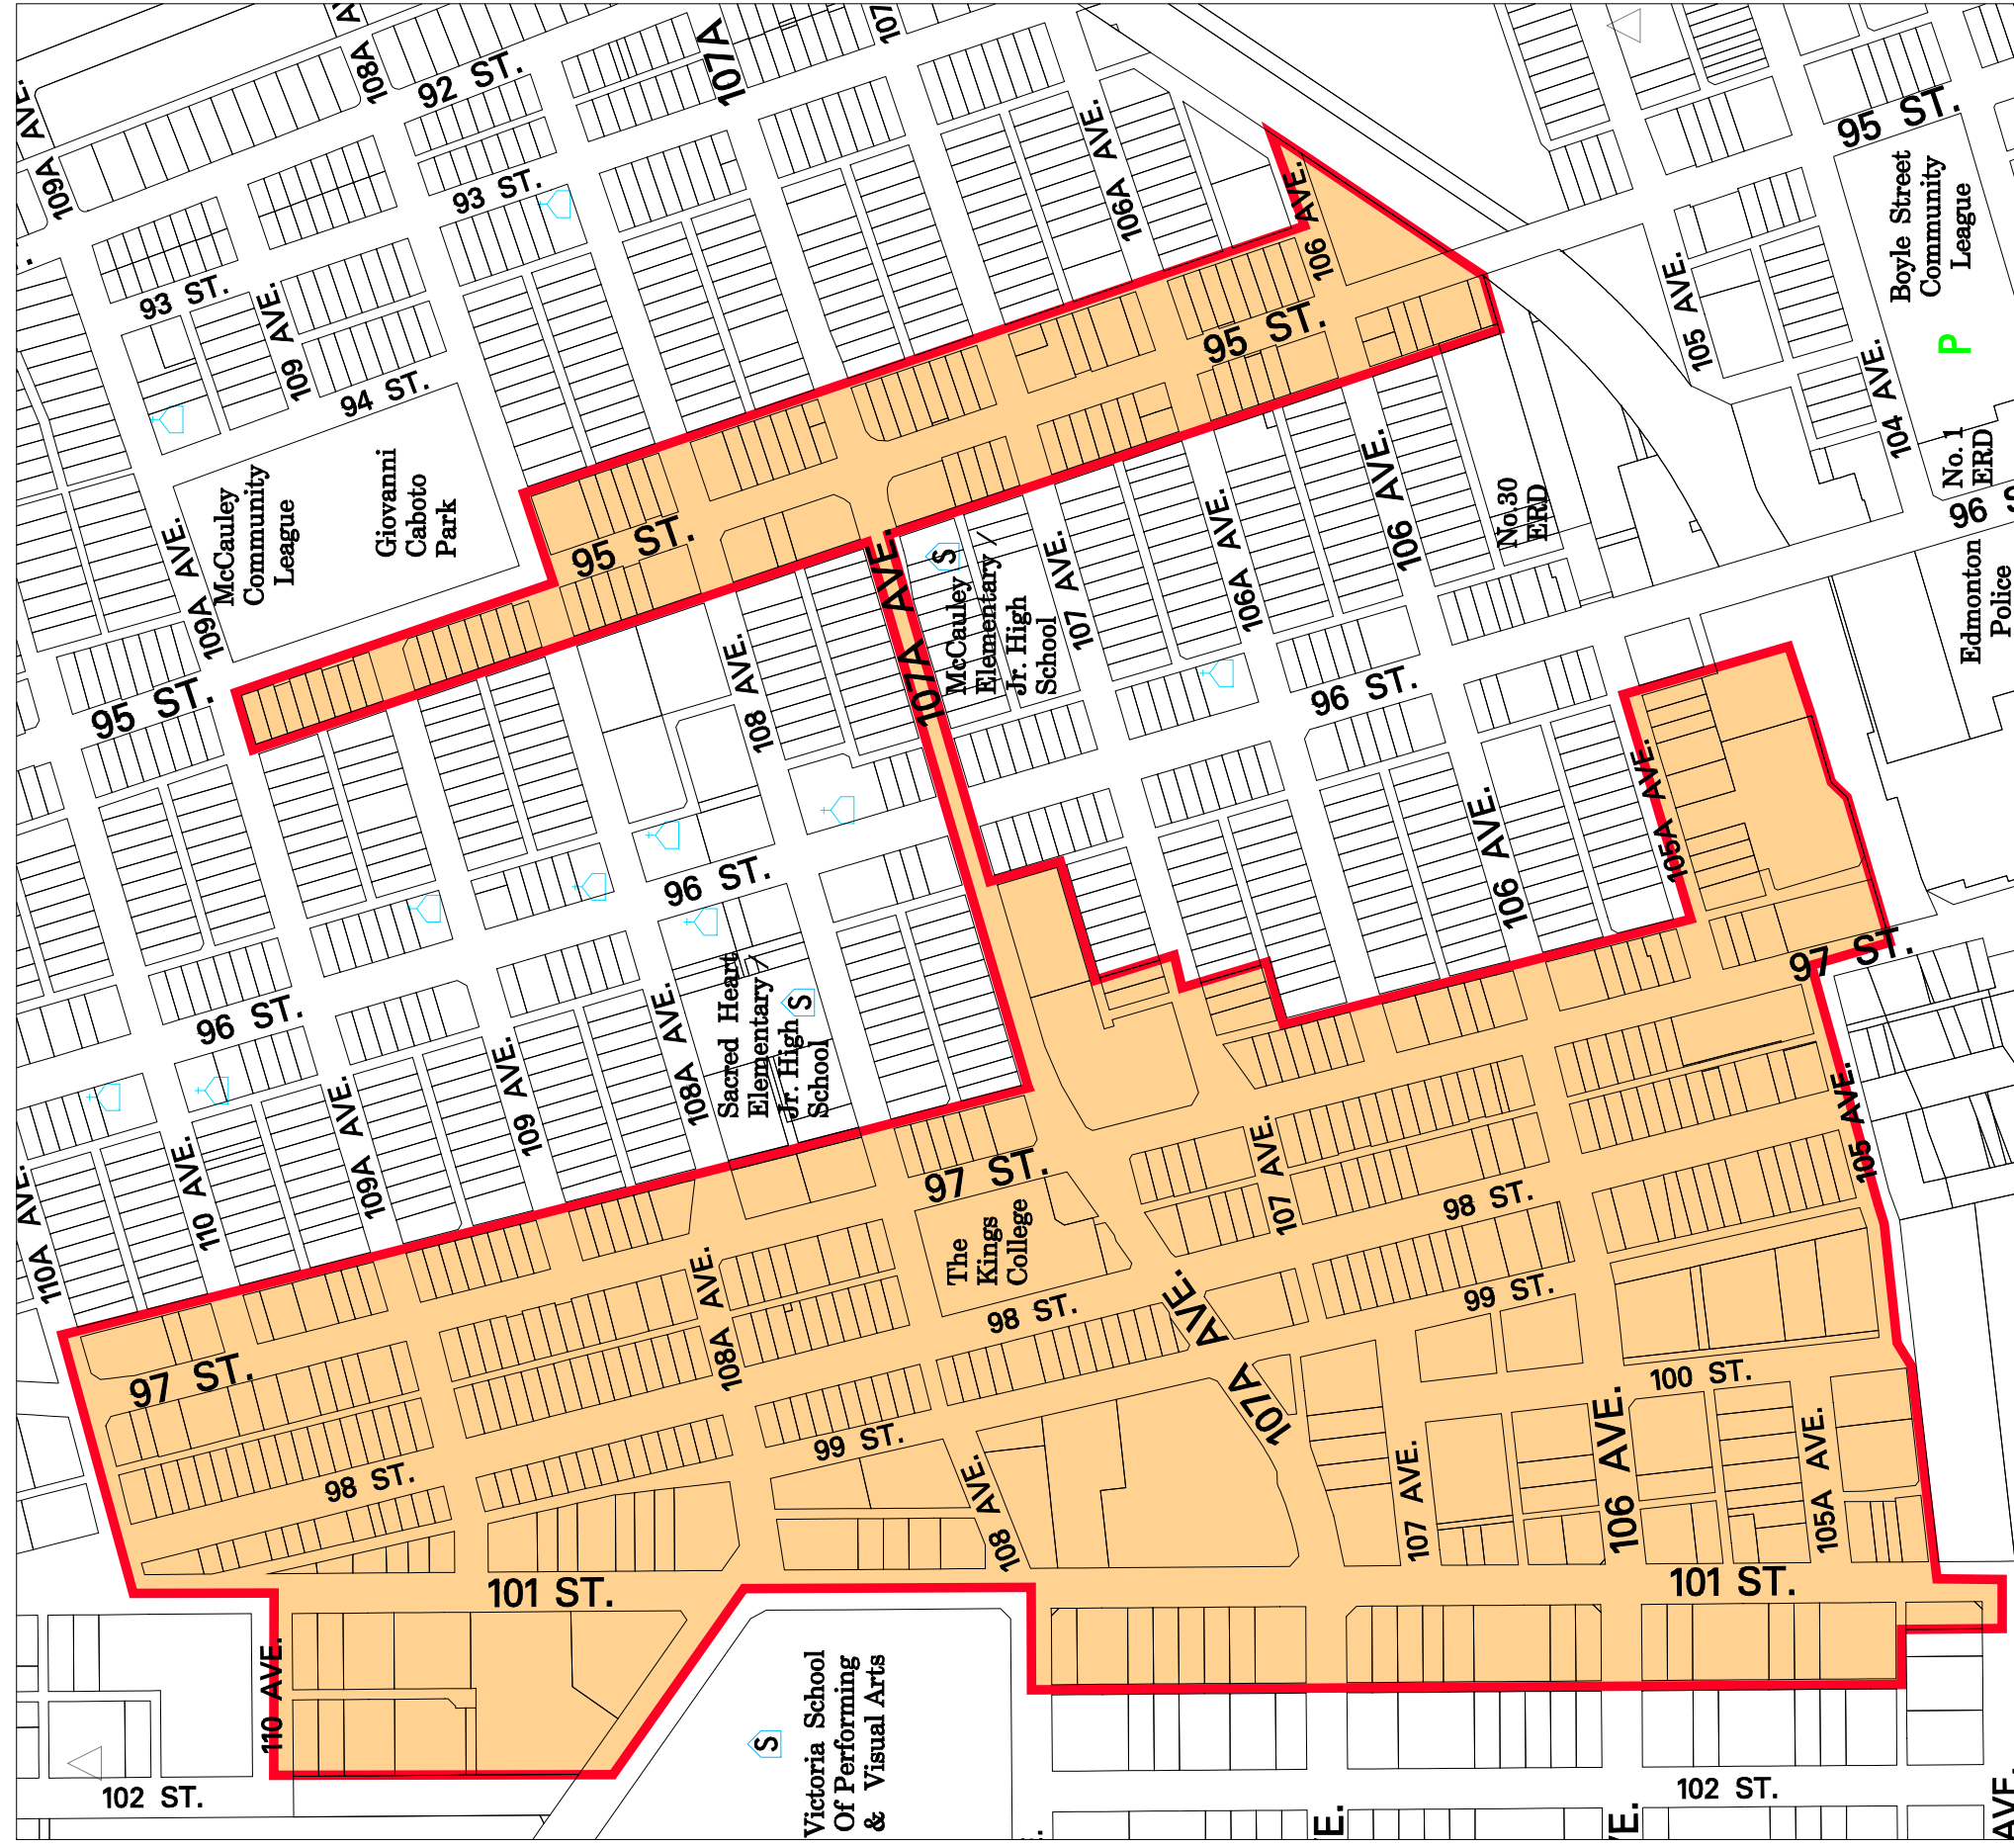 AVE.
109A
108A
A
92 ST.
107A
107
93 ST.
106A AVE.
106A
106 AVE.
95 ST.
Boyle Street
Community
League
P
93 ST.
109 AVE.
94 ST.
95 ST.
105 AVE.
104 AVE.
No. 1
ERD
96 S
Edmonton
Police
McCauley
Community
League
Giovanni
Caboto
Park
109A AVE.
95 ST.
95 ST.
107A AVE.
McCauley
Elementary /
Jr. High
School
S
107 AVE.
106A AVE.
106 AVE.
No.30
ERD
108 AVE.
96 ST.
96 ST.
106 AVE.
105A AVE.
97 ST.
96 ST.
Sacred Heart
Elementary /
Jr. High
School
S
110A AVE.
110 AVE.
109A AVE.
109 AVE.
108A AVE.
97 ST.
The
Kings
College
98 ST.
107 AVE.
98 ST.
99 ST.
105 AVE.
97 ST.
108A AVE.
98 ST.
99 ST.
108 AVE.
107A AVE.
107 AVE.
106 AVE.
100 ST.
105A AVE.
101 ST.
101 ST.
110 AVE.
102 ST.
S
Victoria School
Of Performing
& Visual Arts
102 ST.
E.
VE.
VE.
AVE.